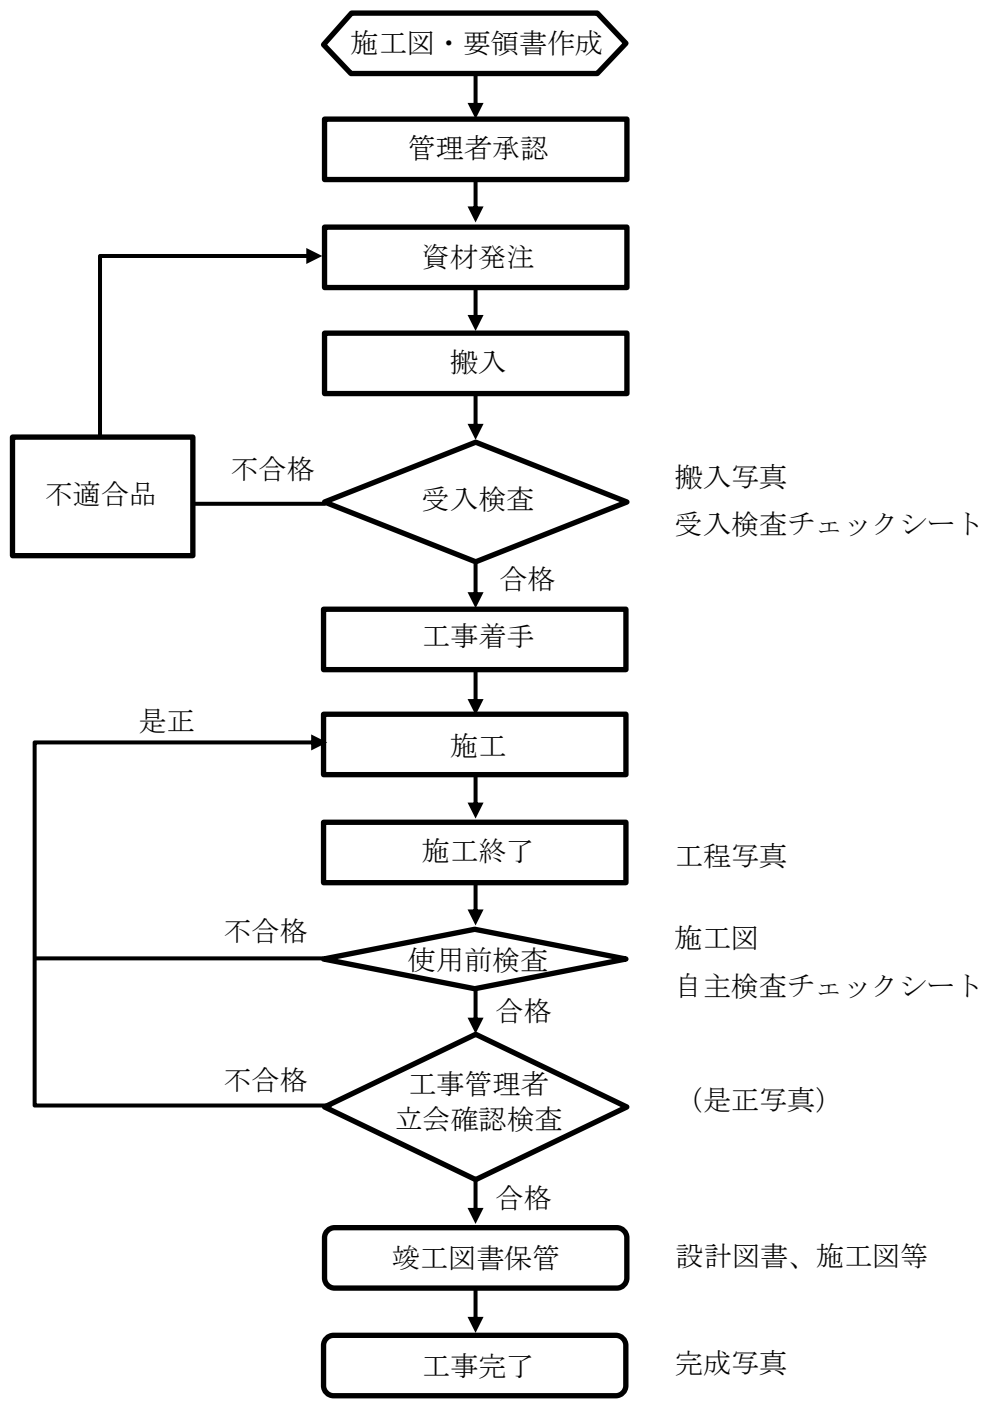 施工図・要領書作成
管理者承認
資材発注
搬入
不適合品
不合格
受入検査
搬入写真
受入検査チェックシート
合格
工事着手
是正
施工
施工終了
工程写真
不合格
使用前検査
施工図
自主検査チェックシート
合格
不合格
工事管理者
立会確認検査
（是正写真）
合格
竣工図書保管
設計図書、施工図等
工事完了
完成写真